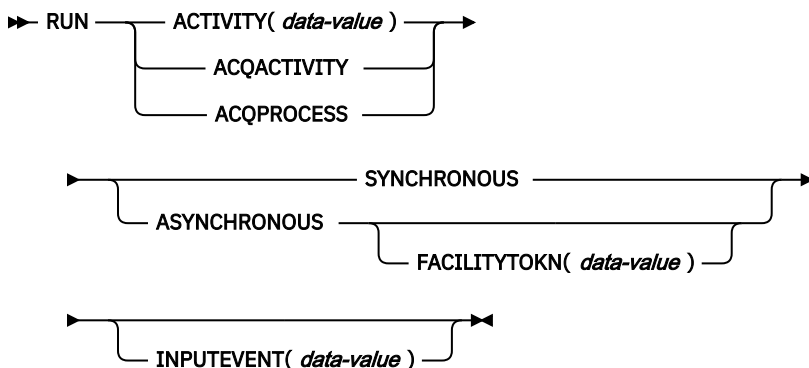 RUN ACTIVITY( data-value )
ACQACTIVITY
ACQPROCESS
SYNCHRONOUS
ASYNCHRONOUS
FACILITYTOKN( data-value )
INPUTEVENT( data-value )